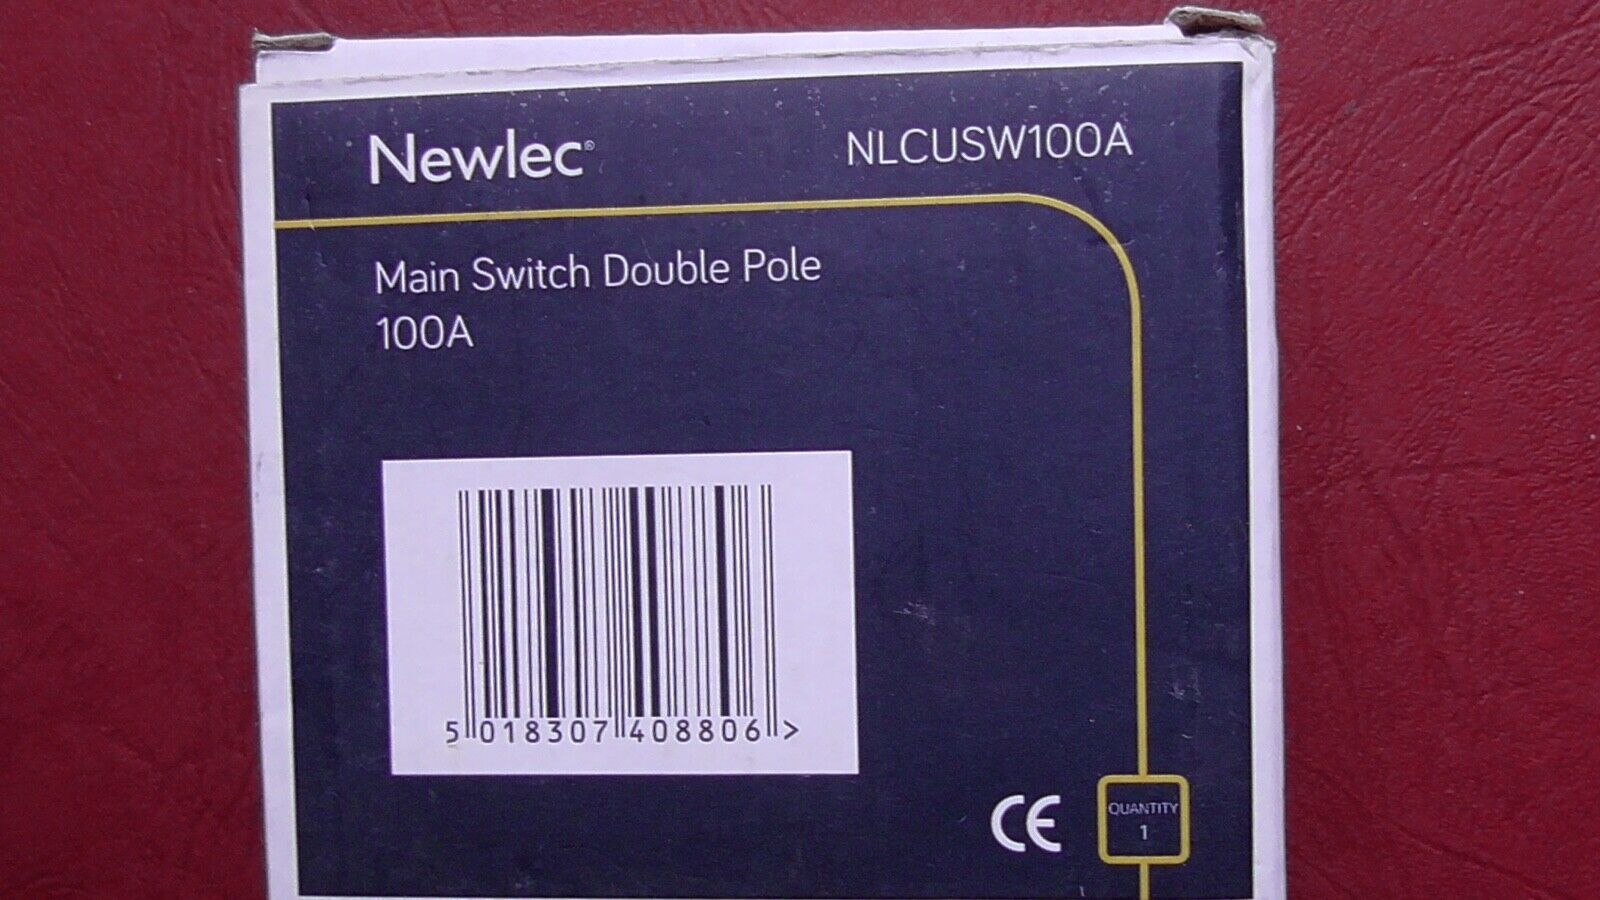 Newlec®
NLCUSW100A
Main Switch Double Pole
100A
5 018307 408806 >
CE
QUANTITY
1